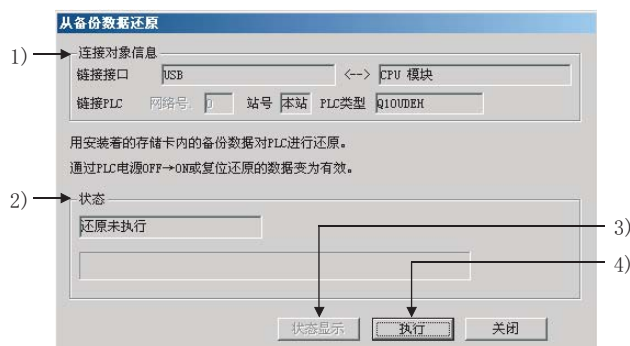 从备份数据还原
1)
连接对象信息
链接接口 USB <--> CPU 模块
链接PLC 网络号. 0 站号 本站 PLC类型 Q10UDEH
用安装着的存储卡内的备份数据对PLC进行还原。
通过PLC电源OFF→ON或复位还原的数据变为有效。
2)
状态
还原未执行
3)
4)
状态显示 执行 关闭